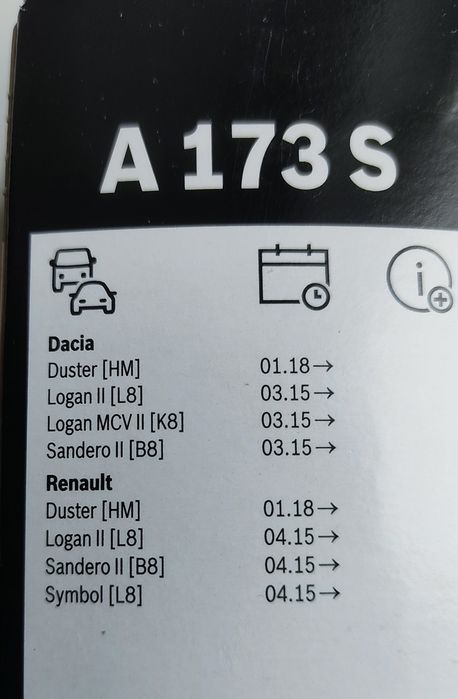 A 173 S
Dacia
Duster [HM] 01.18→
Logan II [L8] 03.15→
Logan MCV II [K8] 03.15→
Sandero II [B8] 03.15→
Renault
Duster [HM] 01.18→
Logan II [L8] 04.15→
Sandero II [B8] 04.15→
Symbol [L8] 04.15→